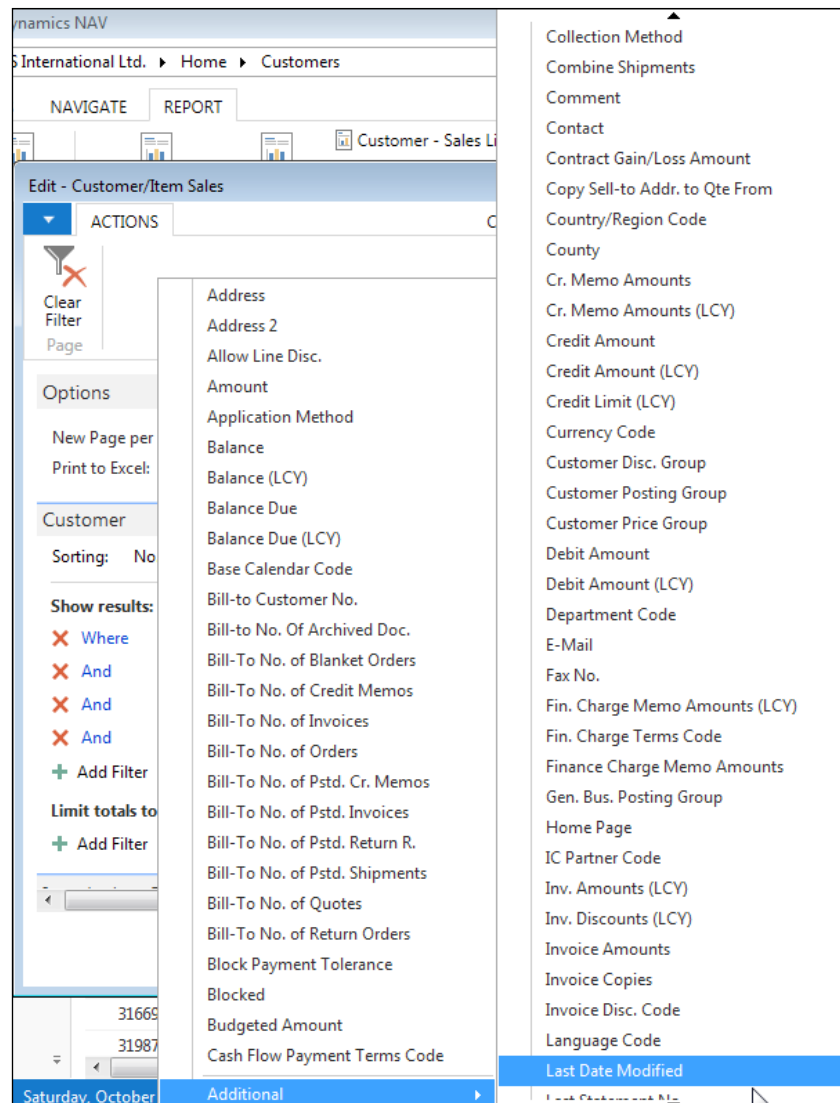 ynamics NAV
S International Ltd. Home Customers
NAVIGATE REPORT
Customer - Sales Li
Edit - Customer/Item Sales
ACTIONS
C
Clear
Filter
Page
Options
New Page per
Print to Excel:
Customer
Sorting: No
Show results:
Where
And
And
And
Add Filter
Limit totals to
Add Filter
31669
31987
Saturday, October
Address
Address 2
Allow Line Disc.
Amount
Application Method
Balance
Balance (LCY)
Balance Due
Balance Due (LCY)
Base Calendar Code
Bill-to Customer No.
Bill-to No. Of Archived Doc.
Bill-To No. of Blanket Orders
Bill-To No. of Credit Memos
Bill-To No. of Invoices
Bill-To No. of Orders
Bill-To No. of Pstd. Cr. Memos
Bill-To No. of Pstd. Invoices
Bill-To No. of Pstd. Return R.
Bill-To No. of Pstd. Shipments
Bill-To No. of Quotes
Bill-To No. of Return Orders
Block Payment Tolerance
Blocked
Budgeted Amount
Cash Flow Payment Terms Code
Additional
Collection Method
Combine Shipments
Comment
Contact
Contract Gain/Loss Amount
Copy Sell-to Addr. to Qte From
Country/Region Code
County
Cr. Memo Amounts
Cr. Memo Amounts (LCY)
Credit Amount
Credit Amount (LCY)
Credit Limit (LCY)
Currency Code
Customer Disc. Group
Customer Posting Group
Customer Price Group
Debit Amount
Debit Amount (LCY)
Department Code
E-Mail
Fax No.
Fin. Charge Memo Amounts (LCY)
Fin. Charge Terms Code
Finance Charge Memo Amounts
Gen. Bus. Posting Group
Home Page
IC Partner Code
Inv. Amounts (LCY)
Inv. Discounts (LCY)
Invoice Amounts
Invoice Copies
Invoice Disc. Code
Language Code
Last Date Modified
Last Statement No.